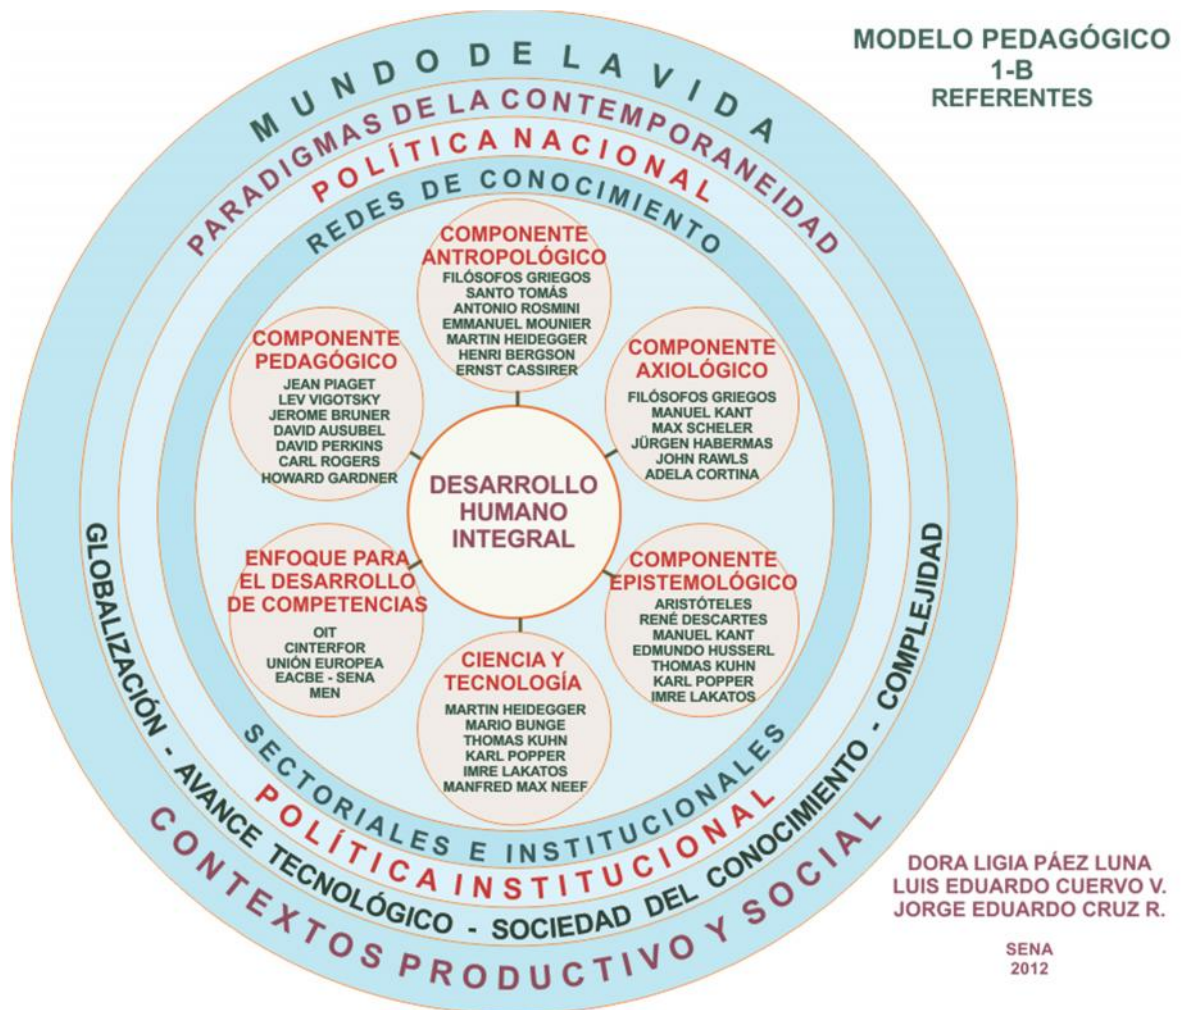 MODELO PEDAGÓGICO
1-B
REFERENTES
MUNDO DE LA VIDA
PARADIGMAS DE LA CONTEMPORANEIDAD
POLÍTICA NACIONAL
REDES DE CONOCIMIENTO
COMPONENTE
ANTROPOLÓGICO
FILÓSOFOS GRIEGOS
SANTO TOMÁS
ANTONIO ROSMINI
EMMANUEL MOUNIER
MARTIN HEIDEGGER
HENRI BERGSON
ERNST CASSIRER
COMPONENTE
PEDAGÓGICO
JEAN PIAGET
LEV VIGOTSKY
JEROME BRUNER
DAVID AUSUBEL
DAVID PERKINS
CARL ROGERS
HOWARD GARDNER
COMPONENTE
AXIOLÓGICO
FILÓSOFOS GRIEGOS
MANUEL KANT
MAX SCHELER
JÜRGEN HABERMAS
JOHN RAWLS
ADELA CORTINA
DESARROLLO
HUMANO
INTEGRAL
ENFOQUE PARA
EL DESARROLLO
DE COMPETENCIAS
OIT
CINTERFOR
UNIÓN EUROPEA
EACBE - SENA
MEN
COMPONENTE
EPISTEMOLÓGICO
ARISTÓTELES
RENÉ DESCARTES
MANUEL KANT
EDMUNDO HUSSERL
THOMAS KUHN
KARL POPPER
IMRE LAKATOS
CIENCIA Y
TECNOLOGÍA
MARTIN HEIDEGGER
MARIO BUNGE
THOMAS KUHN
KARL POPPER
IMRE LAKATOS
MANFRED MAX NEEF
SECTORIALES E INSTITUCIONALES
POLÍTICA INSTITUCIONAL
GLOBALIZACIÓN - AVANCE TECNOLÓGICO - SOCIEDAD DEL CONOCIMIENTO - COMPLEJIDAD
CONTEXTOS PRODUCTIVO Y SOCIAL
DORA LIGIA PÁEZ LUNA
LUIS EDUARDO CUERVO V.
JORGE EDUARDO CRUZ R.
SENA
2012